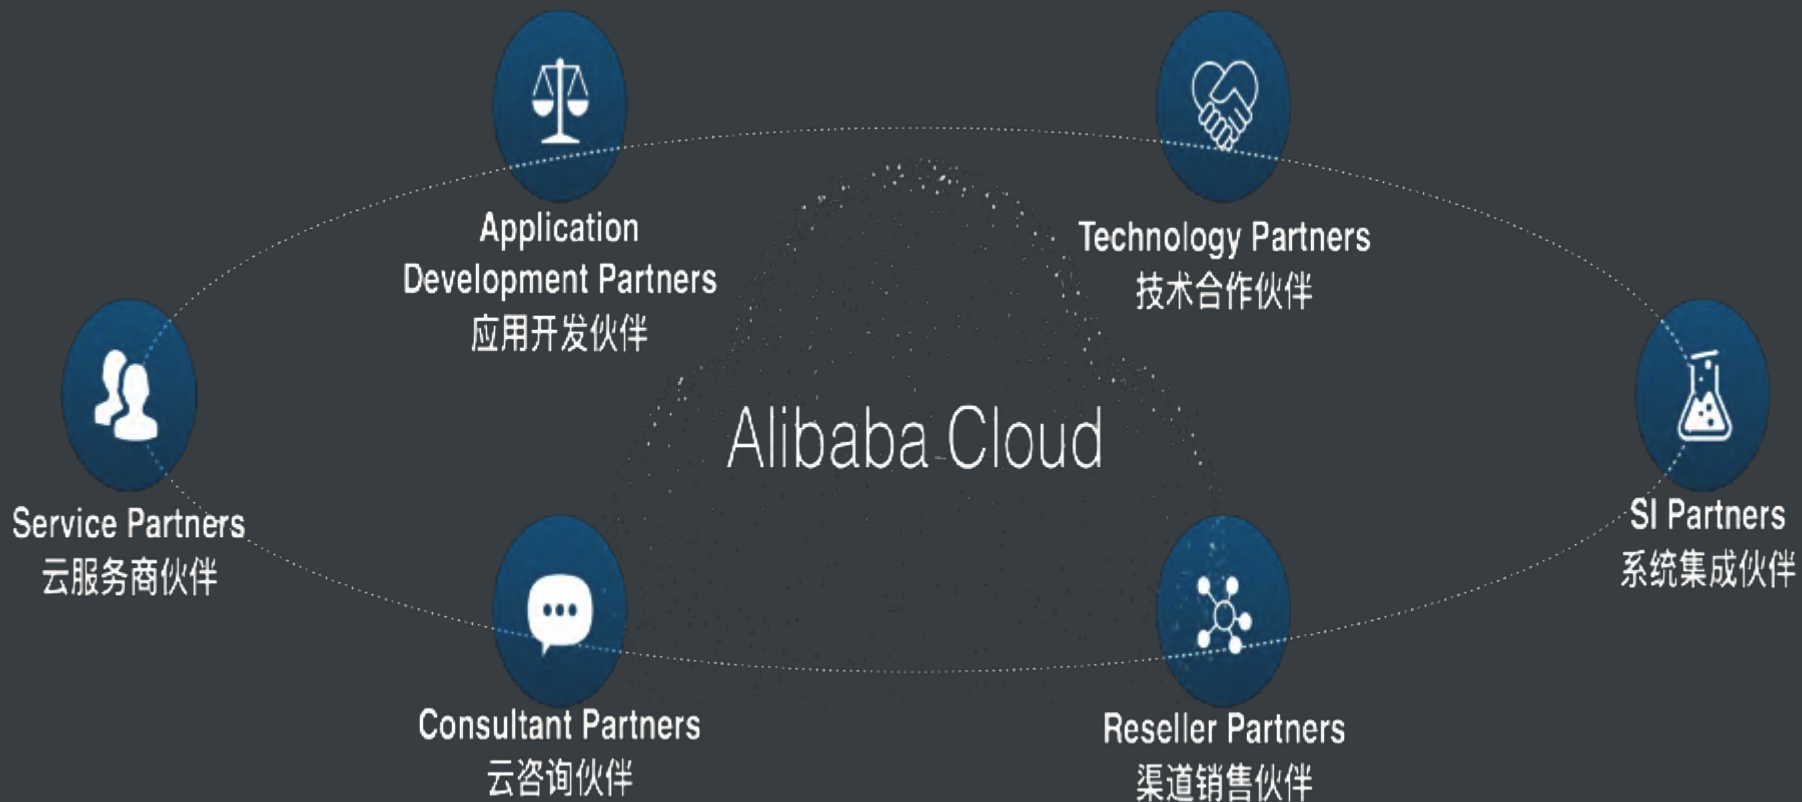 Application
Development Partners
应用开发伙伴
Technology Partners
技术合作伙伴
Service Partners
云服务商伙伴
Alibaba Cloud
SI Partners
系统集成伙伴
Consultant Partners
云咨询伙伴
Reseller Partners
渠道销售伙伴